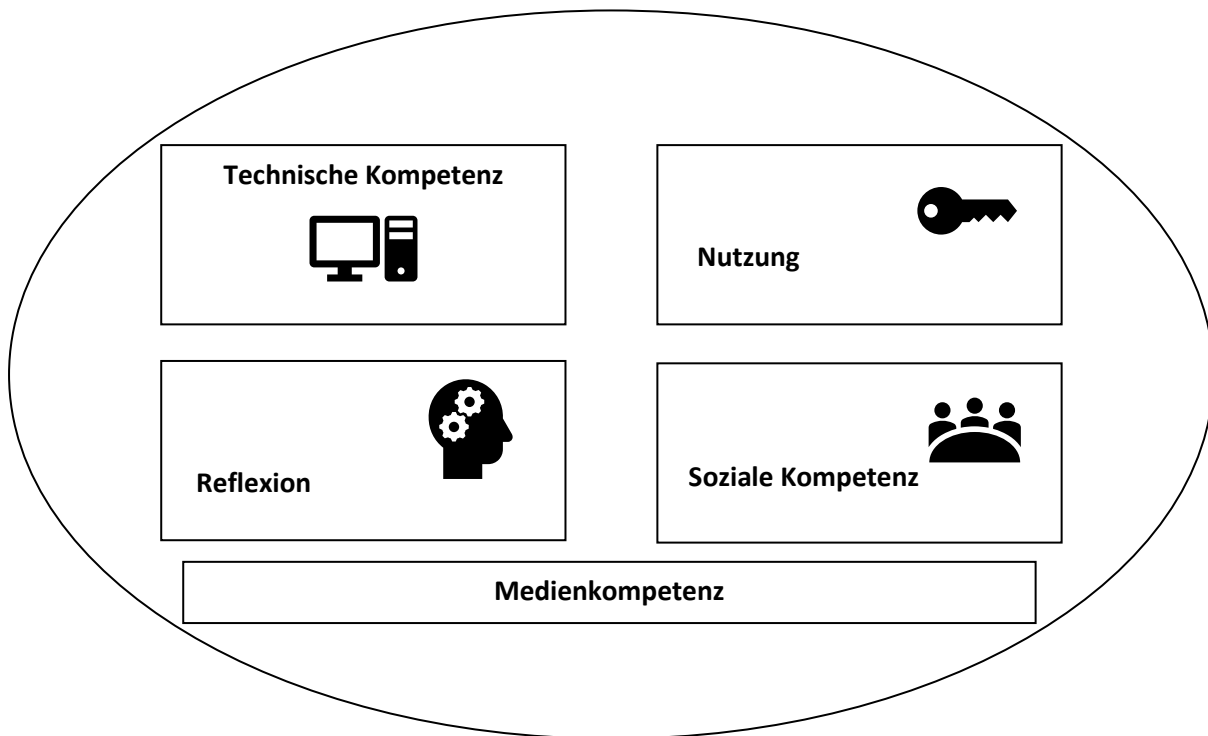 Technische Kompetenz
Nutzung
Reflexion
Soziale Kompetenz
Medienkompetenz